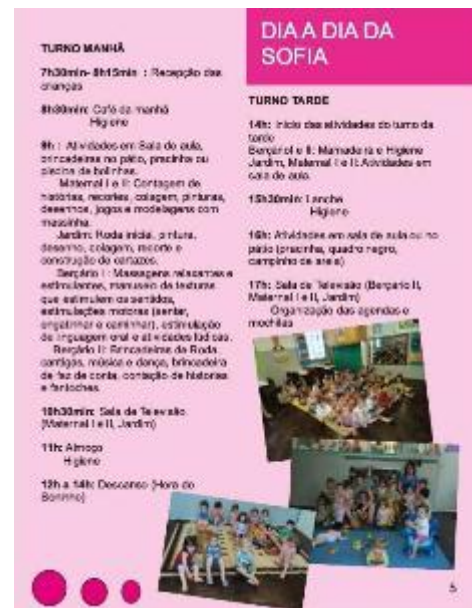 TURNO MANHÃ
7h30min- 8h15min : Recepção das
crianças
8h30min: Café da manhã
Higiene
9h : Atividades em Sala de aula,
brincadeiras no pátio, pracinha ou
piscina de bolinhas.
Maternal I e II: Contagem de
histórias, recortes, colagem, pinturas,
desenhos, jogos e modelagens com
massinha.
Jardim: Roda inicial, pintura,
desenho, colagem, recorte e
construção de cartazes.
Berçário I : Massagens relaxantes e
estimulantes, manuseio de texturas
que estimulem os sentidos,
estimulações motoras (sentar,
engatinhar e caminhar), estimulação
de linguagem oral e atividades lúdicas.
Berçário II: Brincadeiras de Roda
cantigas, música e dança, brincadeira
de faz de conta, contação de historias
e fantoches.
10h30min: Sala de Televisão
(Maternal I e II, Jardim)
11h: Almoço
Higiene
12h a 14h: Descanso (Hora do
Soninho)
DIA A DIA DA
SOFIA
TURNO TARDE
14h: Inicio das atividades do turno da
tarde
Berçário I e II: Mamadeira e Higiene
Jardim, Maternal I e II: Atividades em
sala de aula.
15h30min: Lanche
Higiene
16h: Atividades em sala de aula ou no
pátio (pracinha, quadro negro,
campinho de areia)
17h: Sala de Televisão (Berçário II,
Maternal I e II, Jardim)
Organização das agendas e
mochilas
5